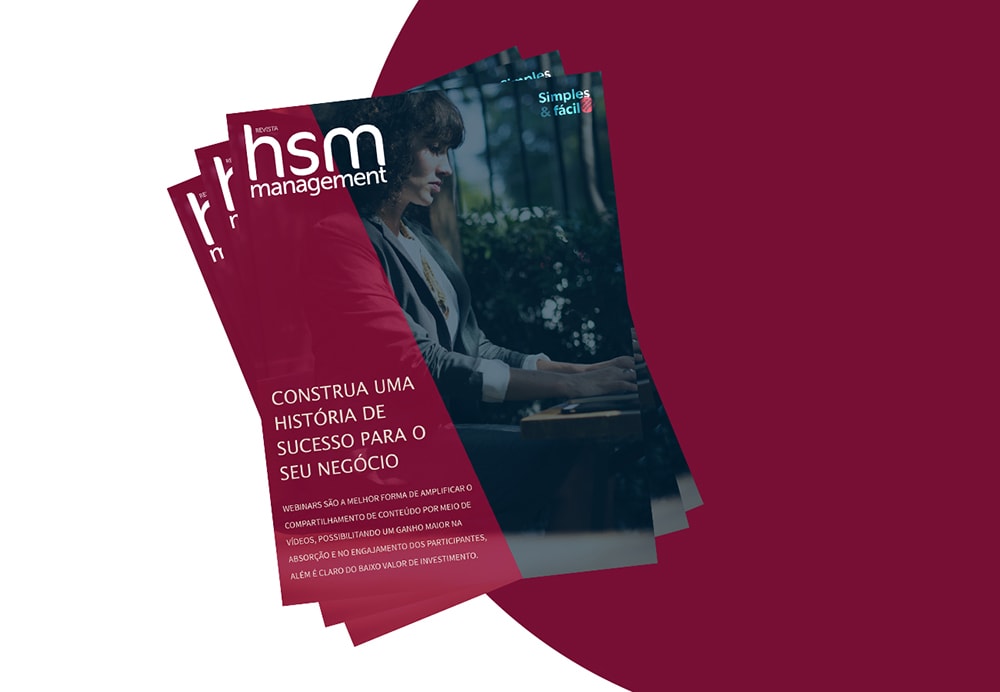 Simples
Simples
& fácil
REVISTA
hsm
management
CONSTRUA UMA
HISTÓRIA DE
SUCESSO PARA O
SEU NEGÓCIO
WEBINARS SÃO A MELHOR FORMA DE AMPLIFICAR O
COMPARTILHAMENTO DE CONTEÚDO POR MEIO DE
VÍDEOS, POSSIBILITANDO UM GANHO MAIOR NA
ABSORÇÃO E NO ENGAJAMENTO DOS PARTICIPANTES,
ALÉM É CLARO DO BAIXO VALOR DE INVESTIMENTO.